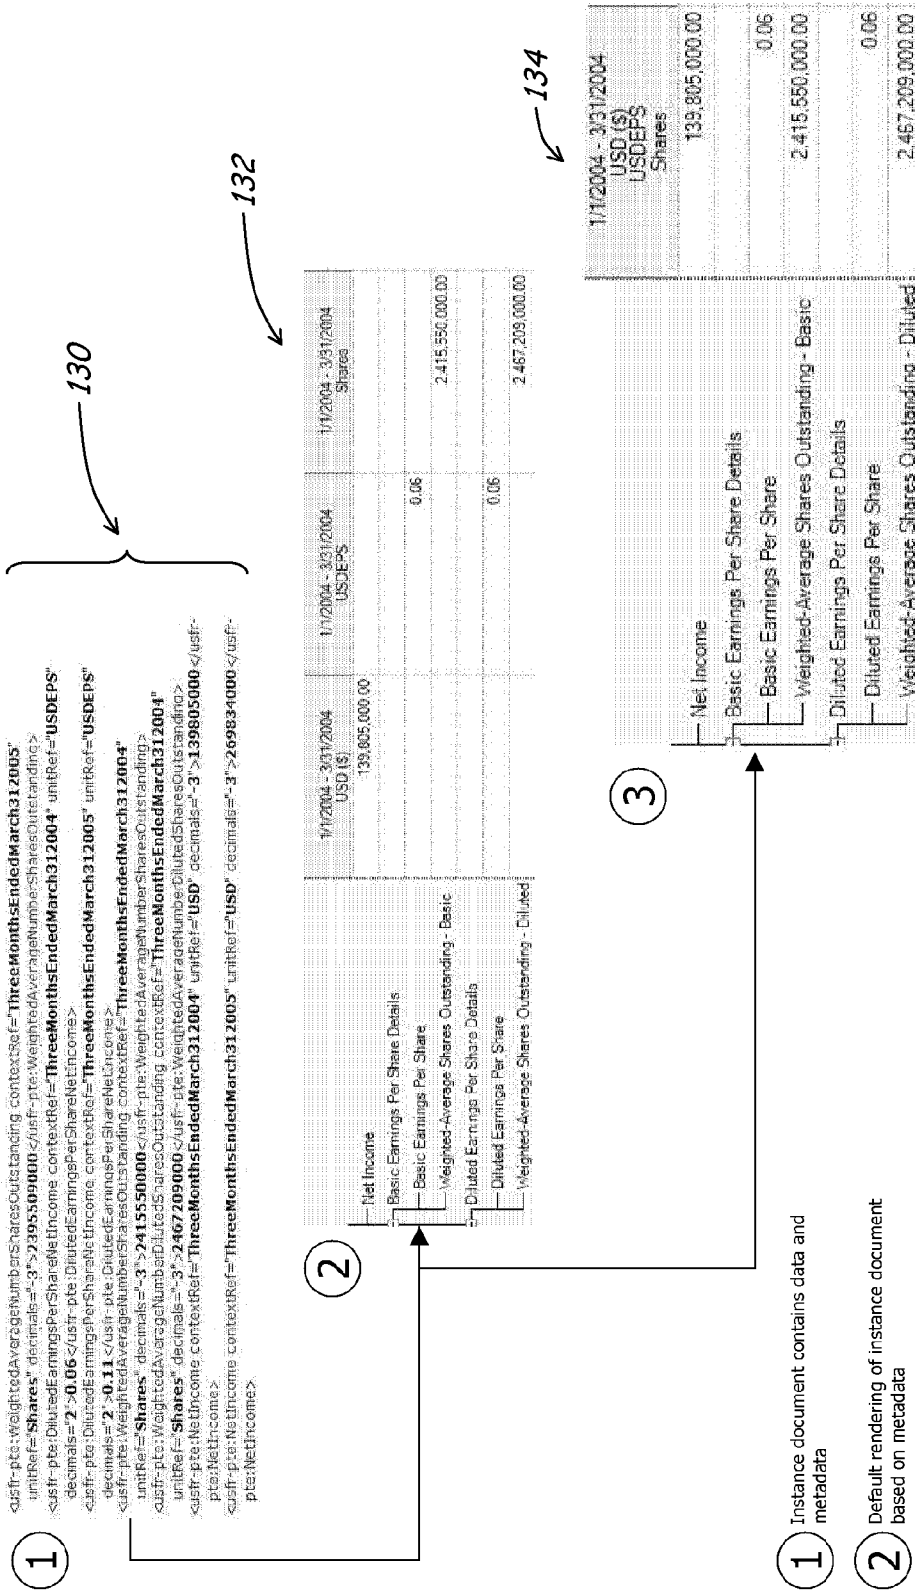 1
<usfr-pte:WeightedAverageNumberSharesOutstanding contextRef="ThreeMonthsEndedMarch312005"
unitRef="Shares" decimals="-3">2395509000</usfr-pte:WeightedAverageNumberSharesOutstanding>
<usfr-pte:DilutedEarningsPerShareNetIncome contextRef="ThreeMonthsEndedMarch312004" unitRef="USDEPS"
decimals="2">0.06</usfr-pte:DilutedEarningsPerShareNetIncome>
<usfr-pte:DilutedEarningsPerShareNetIncome contextRef="ThreeMonthsEndedMarch312005" unitRef="USDEPS"
decimals="2">0.11</usfr-pte:DilutedEarningsPerShareNetIncome>
<usfr-pte:WeightedAverageNumberSharesOutstanding contextRef="ThreeMonthsEndedMarch312004"
unitRef="Shares" decimals="-3">2415550000</usfr-pte:WeightedAverageNumberSharesOutstanding>
<usfr-pte:WeightedAverageNumberDilutedSharesOutstanding contextRef="ThreeMonthsEndedMarch312004"
unitRef="Shares" decimals="-3">2467209000</usfr-pte:WeightedAverageNumberDilutedSharesOutstanding>
<usfr-pte:NetIncome contextRef="ThreeMonthsEndedMarch312004" unitRef="USD" decimals="-3">139805000</usfr-
pte:NetIncome>
<usfr-pte:NetIncome contextRef="ThreeMonthsEndedMarch312005" unitRef="USD" decimals="-3">269834000</usfr-
pte:NetIncome>
130
132
2
1/1/2004 - 3/31/2004 1/1/2004 - 3/31/2004 1/1/2004 - 3/31/2004
USD ($) USDEPS Shares
Net Income 139,805,000.00
Basic Earnings Per Share Details
Basic Earnings Per Share 0.06
Weighted-Average Shares Outstanding - Basic 2,415,550,000.00
Diluted Earnings Per Share Details
Diluted Earnings Per Share 0.06
Weighted-Average Shares Outstanding - Diluted 2,467,209,000.00
134
3
1/1/2004 - 3/31/2004
USD ($)
USDEPS
Shares
Net Income 139,805,000.00
Basic Earnings Per Share Details
Basic Earnings Per Share 0.06
Weighted-Average Shares Outstanding - Basic 2,415,550,000.00
Diluted Earnings Per Share Details
Diluted Earnings Per Share 0.06
Weighted-Average Shares Outstanding - Diluted 2,467,209,000.00
1 Instance document contains data and
metadata
2 Default rendering of instance document
based on metadata